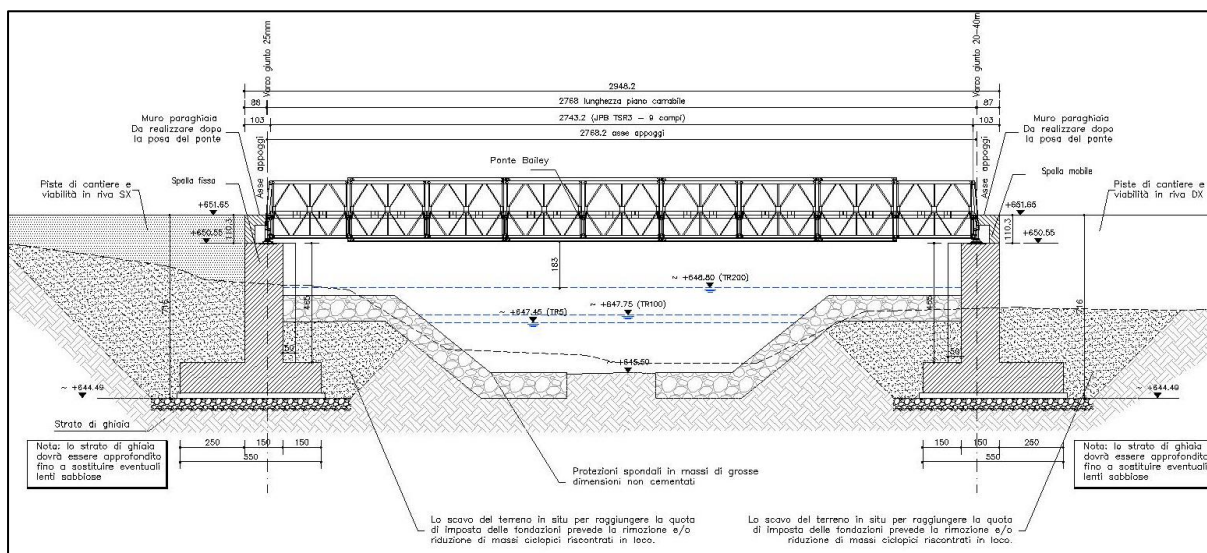 Varco giunto 25mm
Varco giunto 20-40m
2948.2
88
2768 lunghezza piano carrabile
87
103
2743.2 (JPB TSR3 - 9 campi)
103
2768.2 asse appoggi
Muro paraghiaia
Da realizzare dopo
la posa del ponte
Asse appoggi
Ponte Bailey
Asse appoggi
Muro paraghiaia
Da realizzare dopo
la posa del ponte
Piste di cantiere e
viabilità in riva SX
Spalla fissa
Spalla mobile
Piste di cantiere e
viabilità in riva DX
+651.65
+651.65
110.3
110.3
+650.55
+650.55
183
~ +648.80 (TR200)
~ +647.75 (TR100)
~ +647.45 (TR5)
716
465
465
716
50
50
~ +645.50
~ +644.49
~ +644.49
Strato di ghiaia
250
150
150
550
150
150
250
550
Nota: lo strato di ghiaia
dovrà essere approfondito
fino a sostituire eventuali
lenti sabbiose
Protezioni spondali in massi di grosse
dimensioni non cementati
Nota: lo strato di ghiaia
dovrà essere approfondito
fino a sostituire eventuali
lenti sabbiose
Lo scavo del terreno in situ per raggiungere la quota
di imposta delle fondazioni prevede la rimozione e/o
riduzione di massi ciclopici riscontrati in loco.
Lo scavo del terreno in situ per raggiungere la quota
di imposta delle fondazioni prevede la rimozione e/o
riduzione di massi ciclopici riscontrati in loco.